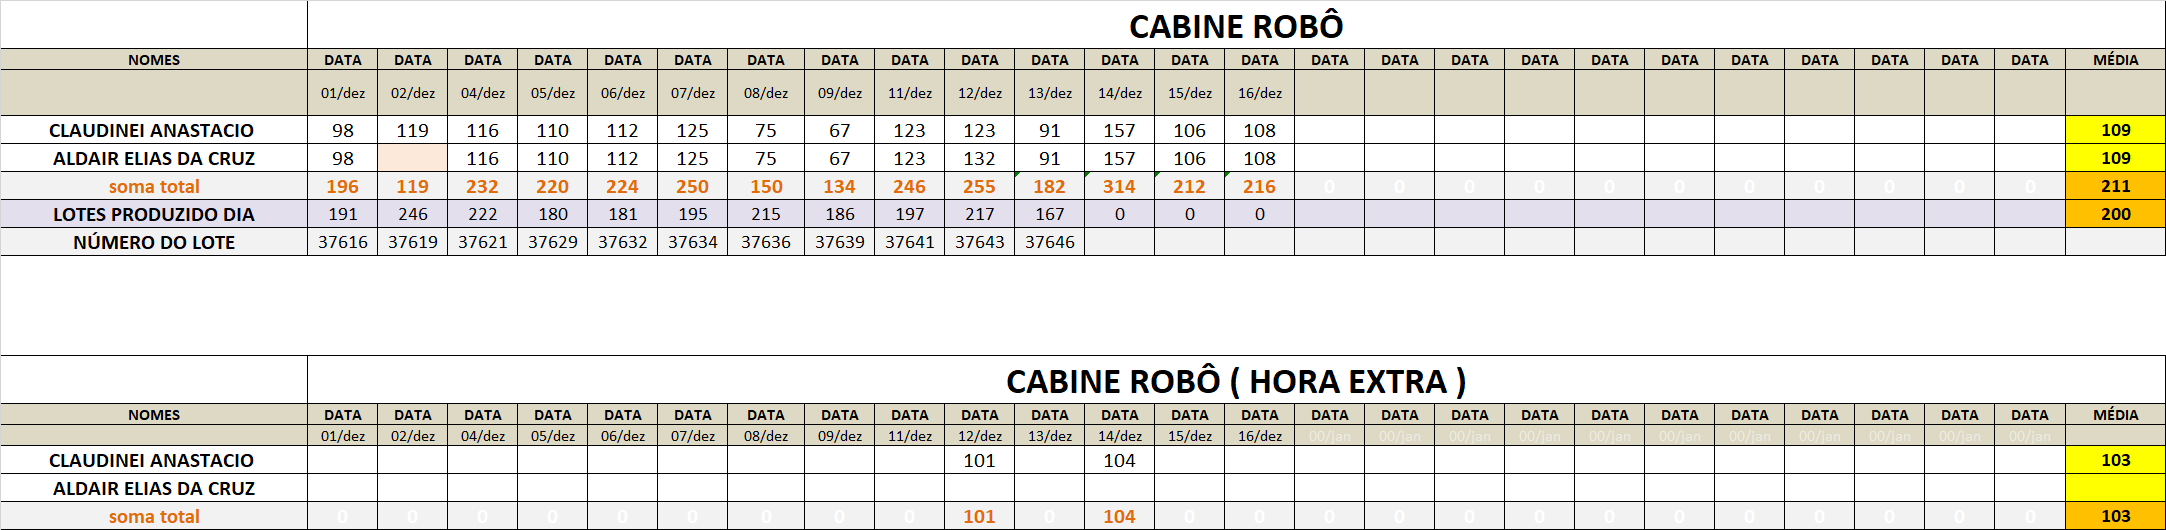 CABINE ROBÔ
NOMES DATA DATA DATA DATA DATA DATA DATA DATA DATA DATA DATA DATA DATA DATA DATA DATA DATA DATA DATA DATA DATA DATA DATA DATA DATA MÉDIA
01/dez 02/dez 04/dez 05/dez 06/dez 07/dez 08/dez 09/dez 11/dez 12/dez 13/dez 14/dez 15/dez 16/dez
CLAUDINEI ANASTACIO 98 119 116 110 112 125 75 67 123 123 91 157 106 108 109
ALDAIR ELIAS DA CRUZ 98 116 110 112 125 75 67 123 132 91 157 106 108 109
soma total 196 119 232 220 224 250 150 134 246 255 182 314 212 216 0 0 0 0 0 0 0 0 0 0 0 211
LOTES PRODUZIDO DIA 191 246 222 180 181 195 215 186 197 217 167 0 0 0 200
NÚMERO DO LOTE 37616 37619 37621 37629 37632 37634 37636 37639 37641 37643 37646
CABINE ROBÔ ( HORA EXTRA )
NOMES DATA DATA DATA DATA DATA DATA DATA DATA DATA DATA DATA DATA DATA DATA DATA DATA DATA DATA DATA DATA DATA DATA DATA DATA DATA MÉDIA
01/dez 02/dez 04/dez 05/dez 06/dez 07/dez 08/dez 09/dez 11/dez 12/dez 13/dez 14/dez 15/dez 16/dez 00/jan 00/jan 00/jan 00/jan 00/jan 00/jan 00/jan 00/jan 00/jan 00/jan 00/jan
CLAUDINEI ANASTACIO 101 104 103
ALDAIR ELIAS DA CRUZ
soma total 0 0 0 0 0 0 0 0 0 101 0 104 0 0 0 0 0 0 0 0 0 0 0 0 0 103